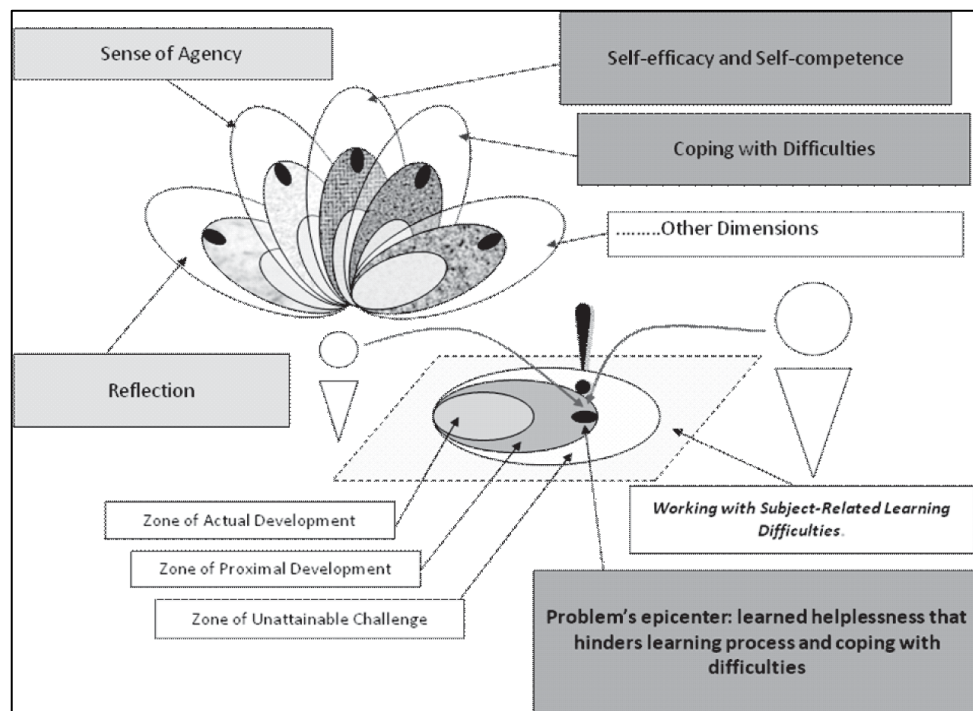 Sense of Agency
Self-efficacy and Self-competence
Coping with Difficulties
.........Other Dimensions
Reflection
Zone of Actual Development
Zone of Proximal Development
Zone of Unattainable Challenge
Working with Subject-Related Learning
Difficulties.
Problem’s epicenter: learned helplessness that
hinders learning process and coping with
difficulties